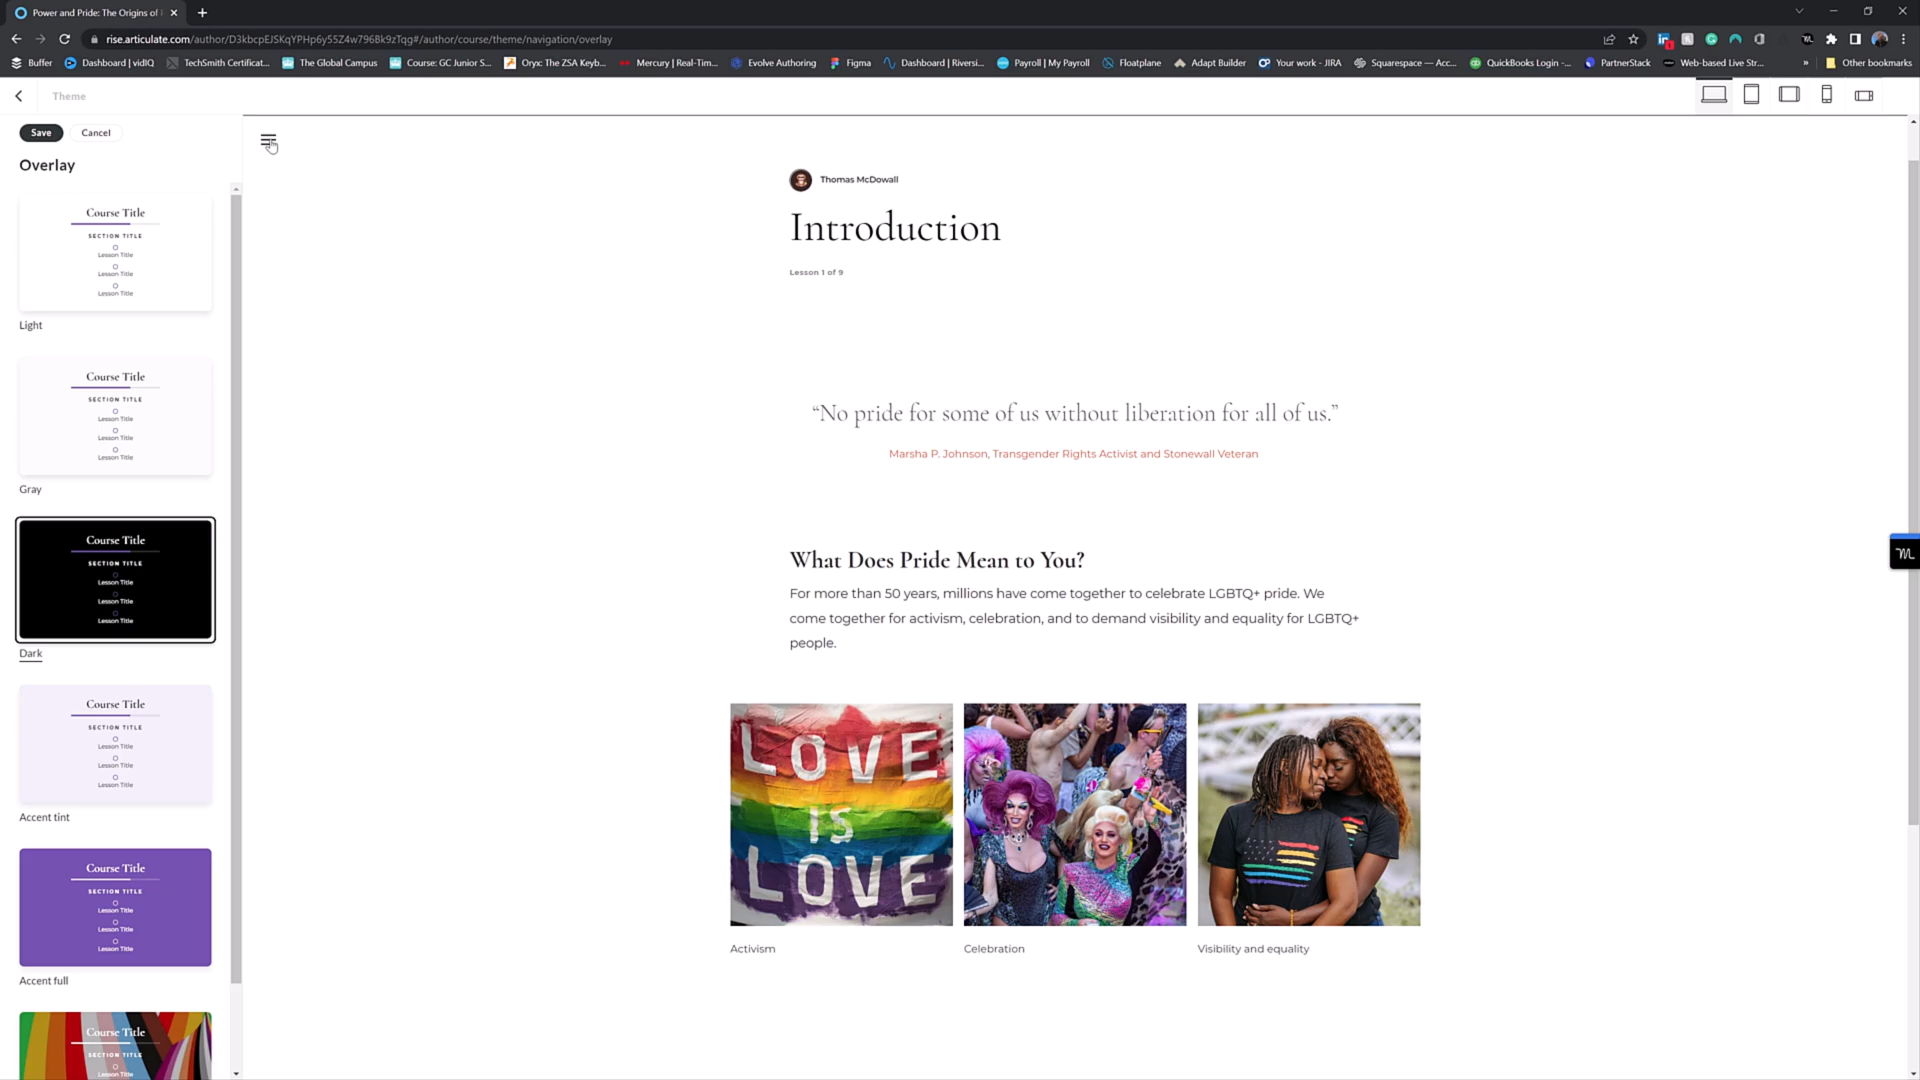 Power and Pride: The Origins of
rise.articulate.com/author/D3kbcpEJSKqYPHp6y55Z4w796Bk9zTqg#/author/course/theme/navigation/overlay
Buffer
Dashboard | vidIQ
TechSmith Certificat...
The Global Campus
Course: GC Junior S...
Oryx: The ZSA Keyb...
Mercury | Real-Tim...
Evolve Authoring
Figma
Dashboard | Riversi...
Payroll | My Payroll
Floatplane
Adapt Builder
Your work - JIRA
Squarespace — Acc...
QuickBooks Login -...
PartnerStack
Web-based Live Str...
»
Other bookmarks
Theme
Save
Cancel
Overlay
Course Title
SECTION TITLE
Lesson Title
Lesson Title
Lesson Title
Light
Course Title
SECTION TITLE
Lesson Title
Lesson Title
Lesson Title
Gray
Course Title
SECTION TITLE
Lesson Title
Lesson Title
Lesson Title
Dark
Course Title
SECTION TITLE
Lesson Title
Lesson Title
Lesson Title
Accent tint
Course Title
SECTION TITLE
Lesson Title
Lesson Title
Lesson Title
Accent full
Course Title
SECTION TITLE
Lesson Title
Thomas McDowall
Introduction
Lesson 1 of 9
“No pride for some of us without liberation for all of us.”
Marsha P. Johnson, Transgender Rights Activist and Stonewall Veteran
What Does Pride Mean to You?
For more than 50 years, millions have come together to celebrate LGBTQ+ pride. We
come together for activism, celebration, and to demand visibility and equality for LGBTQ+
people.
LOVE
IS
LOVE
Activism
Celebration
Visibility and equality